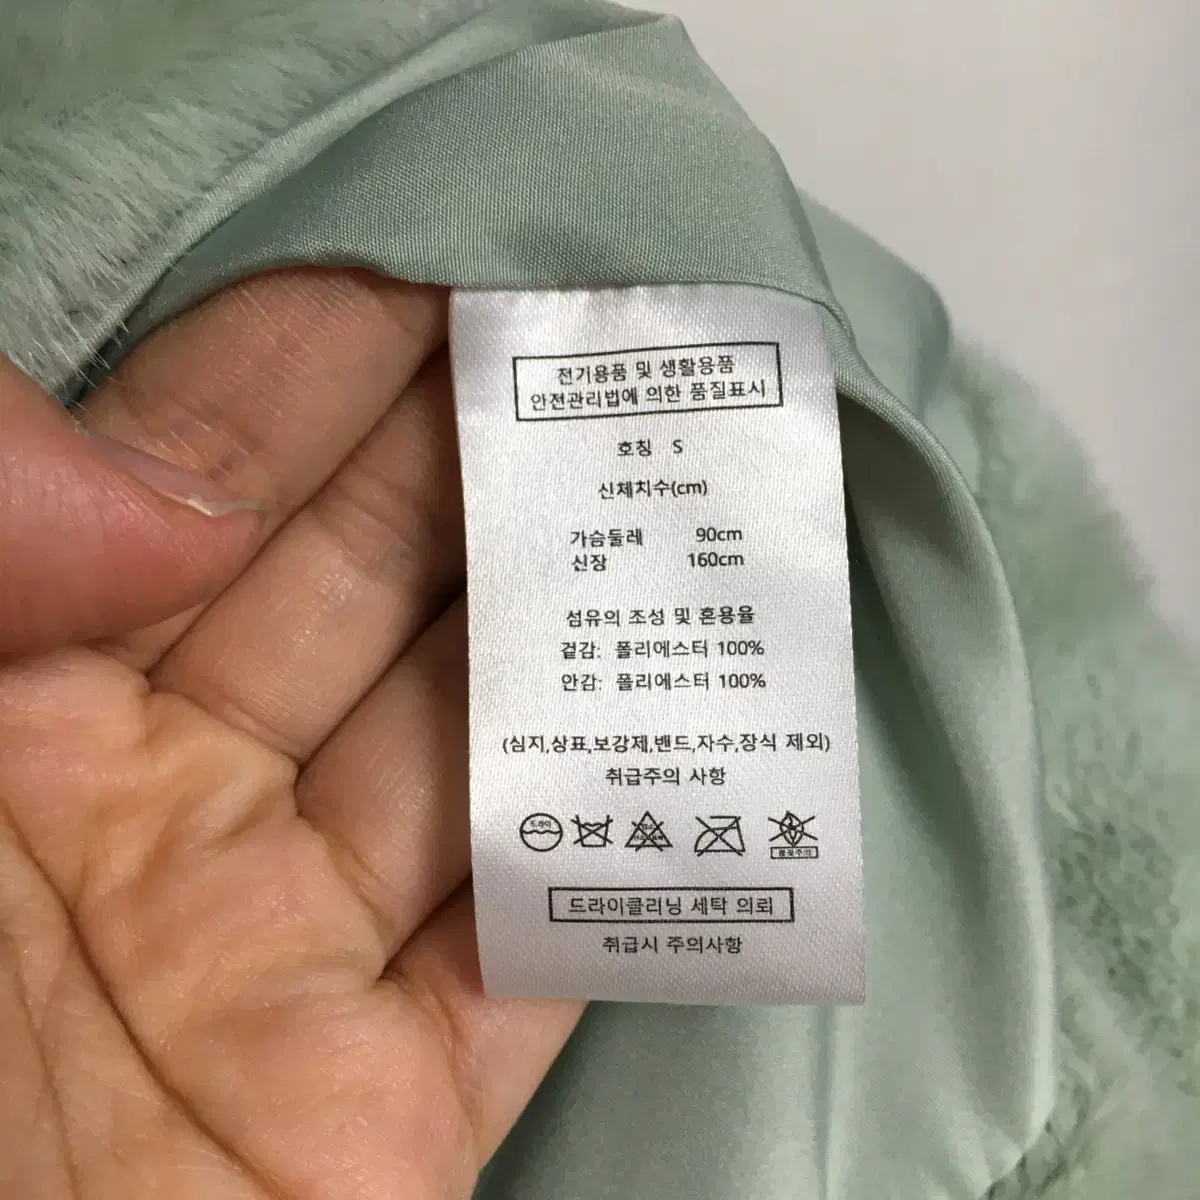 전기용품 및 생활용품
안전관리법에 의한 품질표시
호칭 S
신체치수(cm)
가슴둘레 90cm
신장 160cm
섬유의 조성 및 혼용율
겉감: 폴리에스터 100%
안감: 폴리에스터 100%
(심지,상표,보강제,밴드,자수,장식 제외)
취급주의 사항
드라이
불꽃주의
드라이클리닝 세탁 의뢰
취급시 주의사항